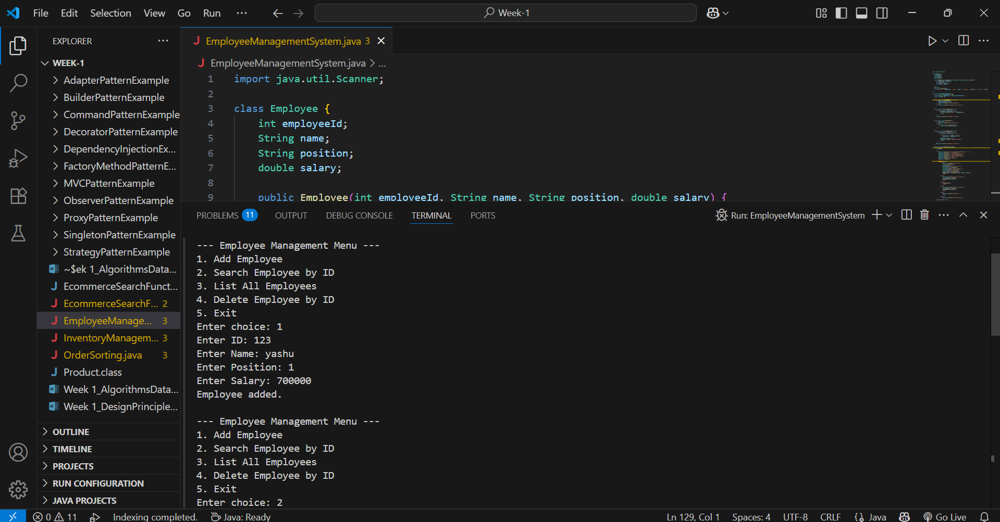 File Edit Selection View Go Run ...
Week-1
EXPLORER
WEEK-1
AdapterPatternExample
BuilderPatternExample
CommandPatternExample
DecoratorPatternExample
DependencyInjectionEx...
FactoryMethodPatternE...
MVCPatternExample
ObserverPatternExample
ProxyPatternExample
SingletonPatternExample
StrategyPatternExample
~$ek 1_AlgorithmsData...
EcommerceSearchFunct...
EcommerceSearchF... 2
EmployeeManage... 3
InventoryManagem... 3
OrderSorting.java 3
Product.class
Week 1_AlgorithmsData...
Week 1_DesignPrinciple...
OUTLINE
TIMELINE
PROJECTS
RUN CONFIGURATION
JAVA PROJECTS
EmployeeManagementSystem.java 3
EmployeeManagementSystem.java > ...
1 import java.util.Scanner;
2
3 class Employee {
4 int employeeId;
5 String name;
6 String position;
7 double salary;
8
9 public Employee(int employeeId, String name, String position, double salary) {
PROBLEMS 11 OUTPUT DEBUG CONSOLE TERMINAL PORTS
Run: EmployeeManagementSystem
--- Employee Management Menu ---
1. Add Employee
2. Search Employee by ID
3. List All Employees
4. Delete Employee by ID
5. Exit
Enter choice: 1
Enter ID: 123
Enter Name: yashu
Enter Position: 1
Enter Salary: 700000
Employee added.
--- Employee Management Menu ---
1. Add Employee
2. Search Employee by ID
3. List All Employees
4. Delete Employee by ID
5. Exit
Enter choice: 2
0 11 Indexing completed. Java: Ready
Ln 129, Col 1 Spaces: 4 UTF-8 CRLF {} Java Go Live